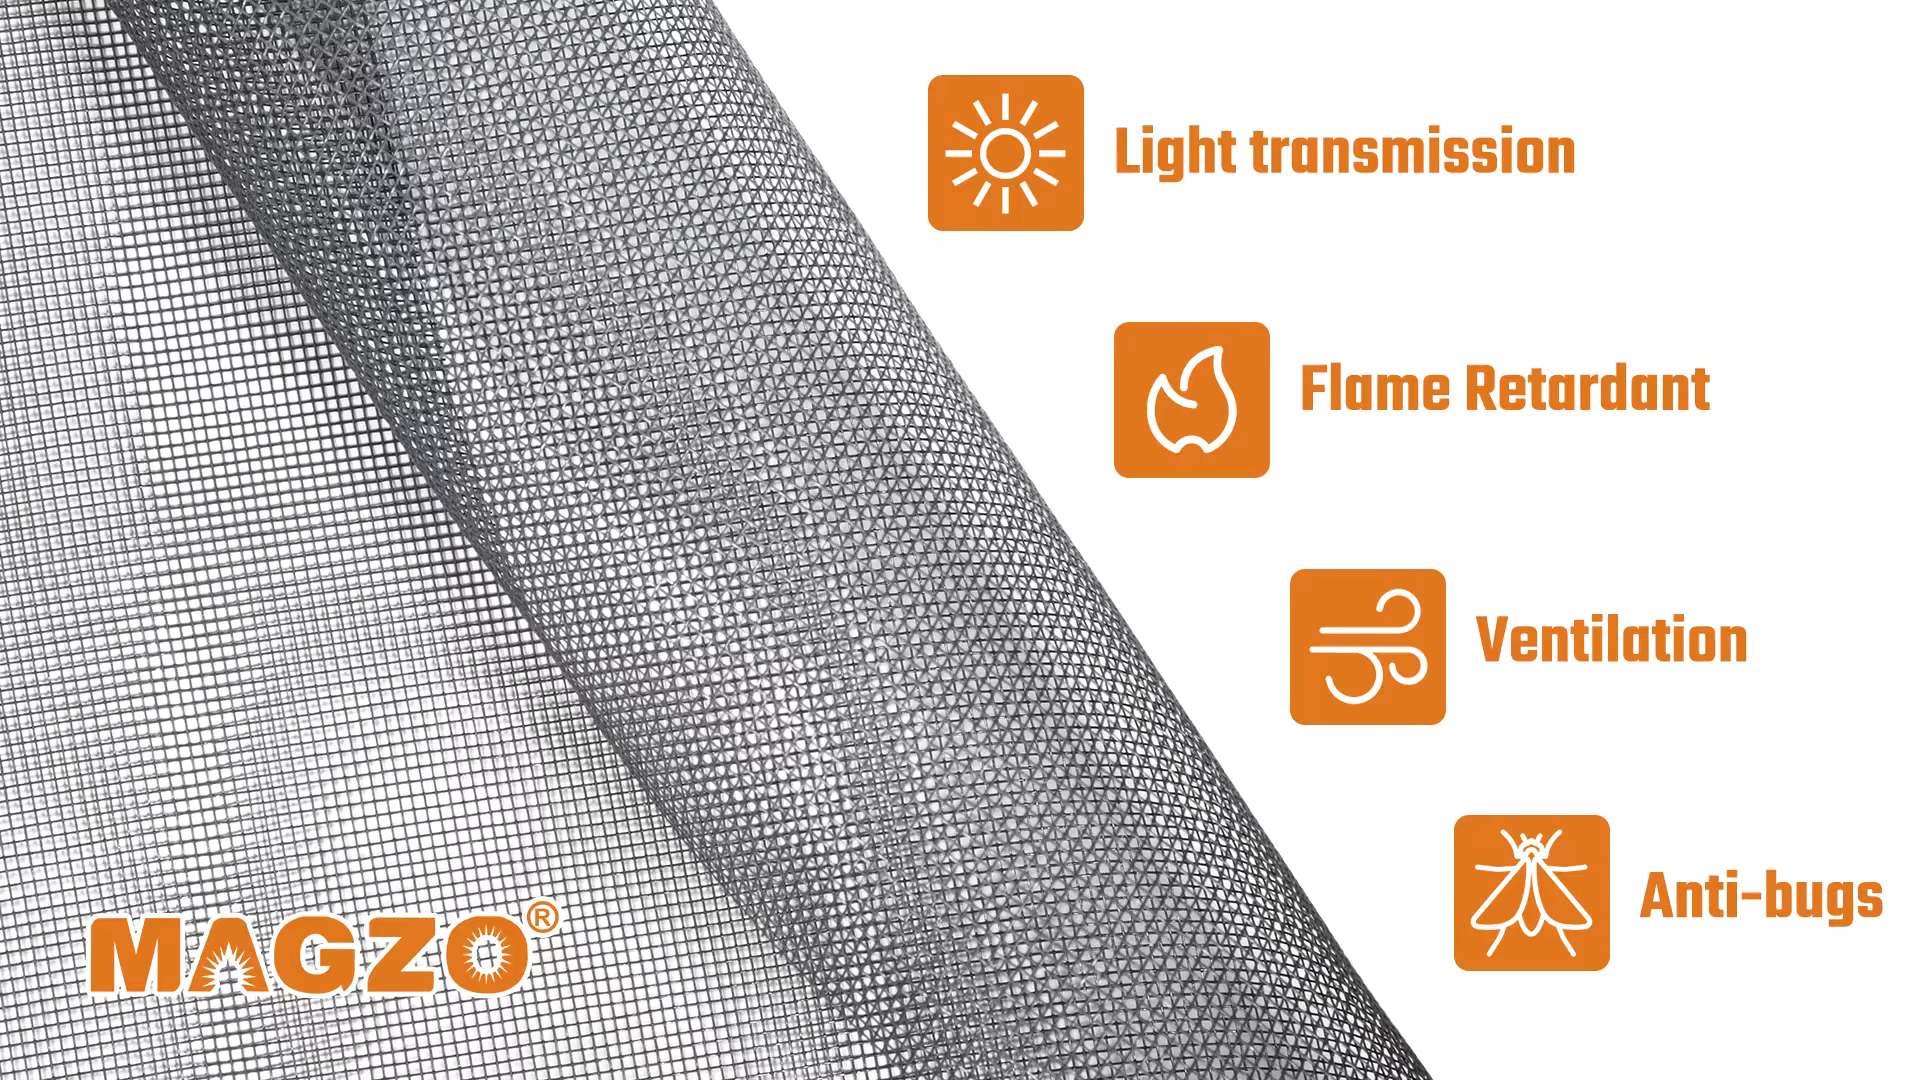 Light transmission
Flame Retardant
Ventilation
Anti-bugs
MAGZO®